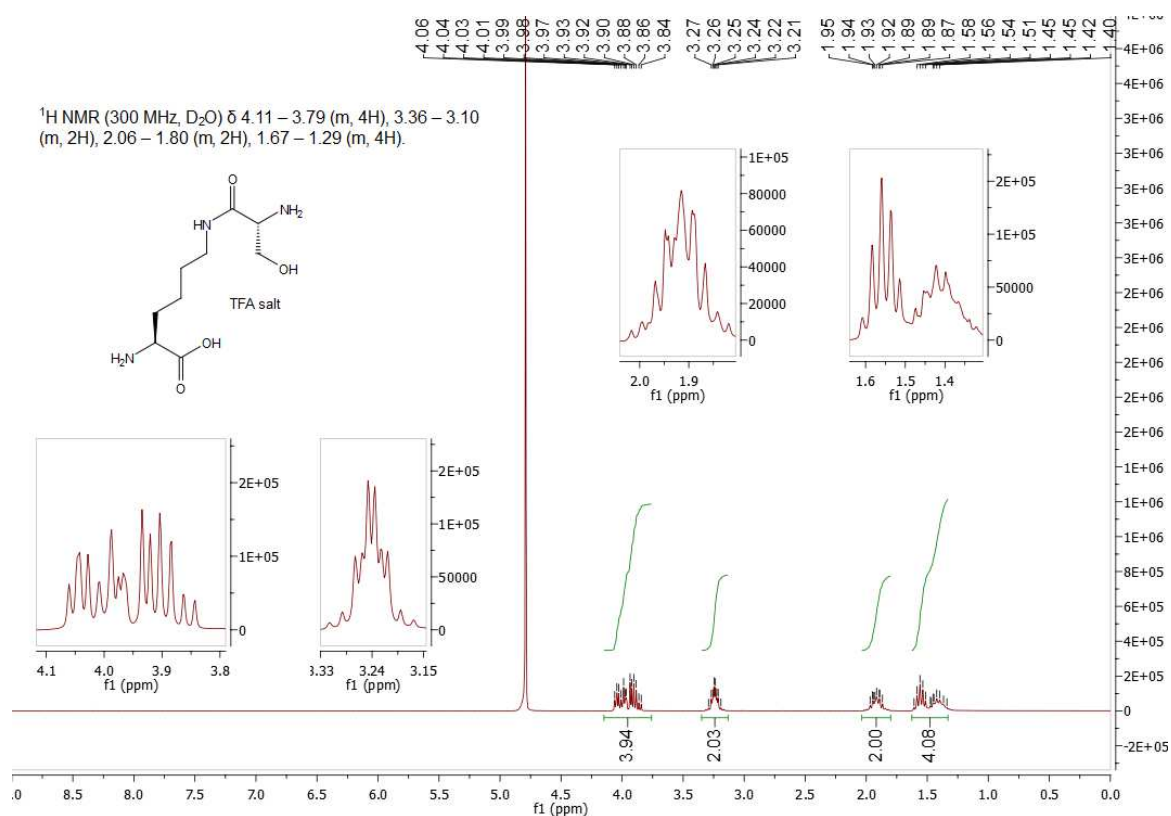 4.06 4.04 4.03 4.01 3.99 3.98 3.97 3.93 3.92 3.90 3.88 3.86 3.84 3.27 3.26 3.25 3.24 3.22 3.21 1.95 1.94 1.93 1.92 1.89 1.89 1.87 1.58 1.56 1.54 1.51 1.45 1.45 1.42 1.40
¹H NMR (300 MHz, D₂O) δ 4.11 – 3.79 (m, 4H), 3.36 – 3.10
(m, 2H), 2.06 – 1.80 (m, 2H), 1.67 – 1.29 (m, 4H).
O
HN
NH₂
OH
TFA salt
H₂N
OH
O
1E+05
80000
60000
40000
20000
0
2.0 1.9
f1 (ppm)
2E+05
1E+05
50000
0
1.6 1.5 1.4
f1 (ppm)
2E+05
1E+05
0
4.1 4.0 3.9 3.8
f1 (ppm)
2E+05
1E+05
50000
0
3.33 3.24 3.15
f1 (ppm)
4E+06
4E+06
3E+06
3E+06
3E+06
3E+06
3E+06
2E+06
2E+06
2E+06
2E+06
2E+06
1E+06
1E+06
8E+05
6E+05
4E+05
2E+05
0
-2E+05
3.94 2.03 2.00 4.08
8.5 8.0 7.5 7.0 6.5 6.0 5.5 5.0 4.5 4.0 3.5 3.0 2.5 2.0 1.5 1.0 0.5 0.0
f1 (ppm)